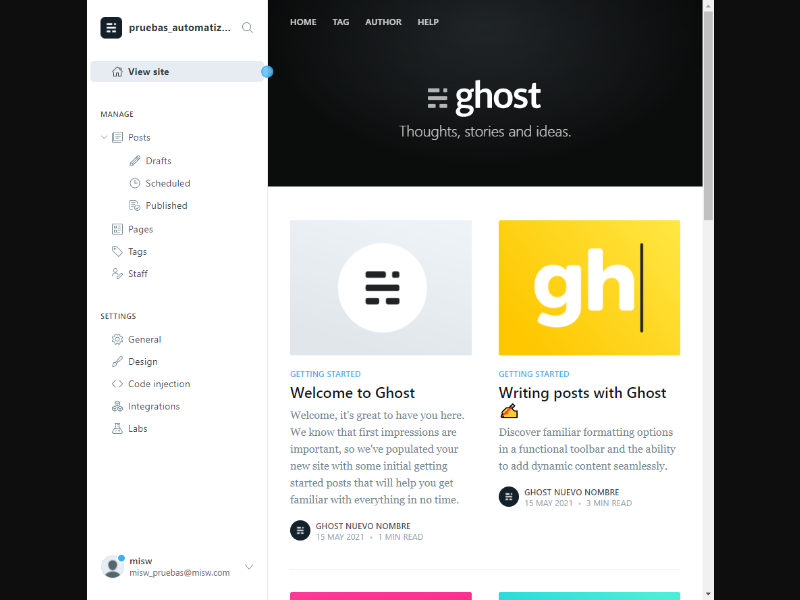 pruebas_automatiz...
View site
MANAGE
Posts
Drafts
Scheduled
Published
Pages
Tags
Staff
SETTINGS
General
Design
Code injection
Integrations
Labs
misw
misw_pruebas@misw.com
HOME TAG AUTHOR HELP
ghost
Thoughts, stories and ideas.
GETTING STARTED
Welcome to Ghost
Welcome, it's great to have you here.
We know that first impressions are
important, so we've populated your
new site with some initial getting
started posts that will help you get
familiar with everything in no time.
GHOST NUEVO NOMBRE
15 MAY 2021 • 1 MIN READ
gh
GETTING STARTED
Writing posts with Ghost
✍️
Discover familiar formatting options
in a functional toolbar and the ability
to add dynamic content seamlessly.
GHOST NUEVO NOMBRE
15 MAY 2021 • 3 MIN READ